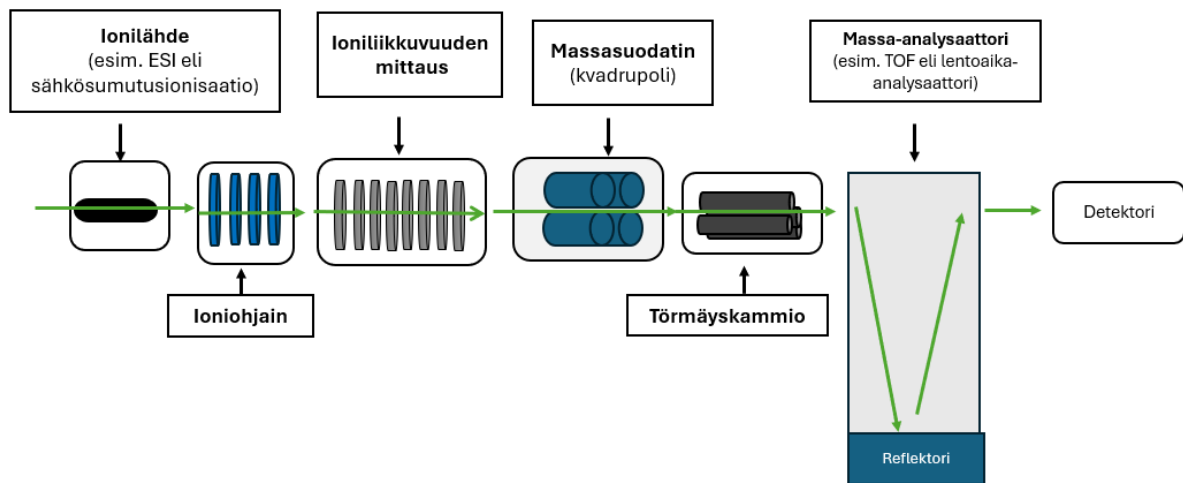 Ionilähde
(esim. ESI eli
sähkösumutusionisaatio)
Ioniliikkuvuuden
mittaus
Massasuodatin
(kvadrupoli)
Massa-analysaattori
(esim. TOF eli lentoaika-
analysaattori)
Detektori
Ioniohjain
Törmäyskammio
Reflektori